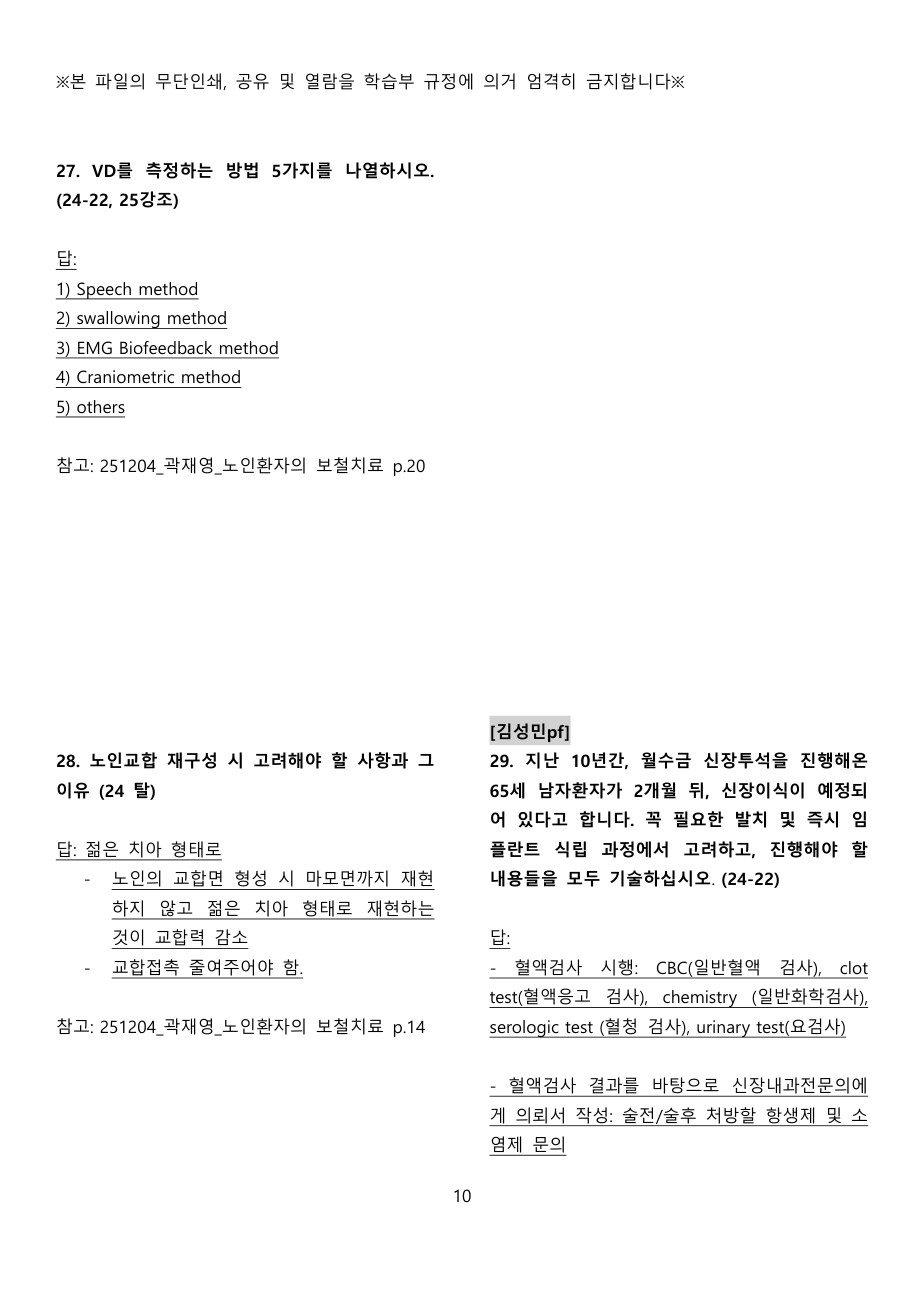 ※본 파일의 무단인쇄, 공유 및 열람을 학습부 규정에 의거 엄격히 금지합니다※
27. VD를 측정하는 방법 5가지를 나열하시오.
(24-22, 25강조)
답:
1) Speech method
2) swallowing method
3) EMG Biofeedback method
4) Craniometric method
5) others
참고: 251204_곽재영_노인환자의 보철치료 p.20
28. 노인교합 재구성 시 고려해야 할 사항과 그
이유 (24 탈)
답: 젊은 치아 형태로
- 노인의 교합면 형성 시 마모면까지 재현
하지 않고 젊은 치아 형태로 재현하는
것이 교합력 감소
- 교합접촉 줄여주어야 함.
참고: 251204_곽재영_노인환자의 보철치료 p.14
[김성민pf]
29. 지난 10년간, 월수금 신장투석을 진행해온
65세 남자환자가 2개월 뒤, 신장이식이 예정되
어 있다고 합니다. 꼭 필요한 발치 및 즉시 임
플란트 식립 과정에서 고려하고, 진행해야 할
내용들을 모두 기술하십시오. (24-22)
답:
- 혈액검사 시행: CBC(일반혈액 검사), clot
test(혈액응고 검사), chemistry (일반화학검사),
serologic test (혈청 검사), urinary test(요검사)
- 혈액검사 결과를 바탕으로 신장내과전문의에
게 의뢰서 작성: 술전/술후 처방할 항생제 및 소
염제 문의
10